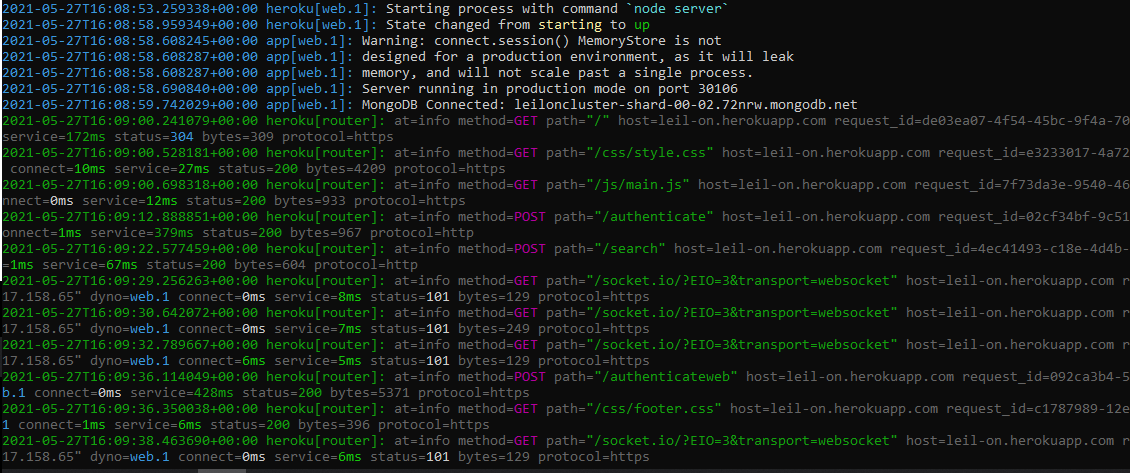 2021-05-27T16:08:53.259338+00:00 heroku[web.1]: Starting process with command `node server`
2021-05-27T16:08:58.959349+00:00 heroku[web.1]: State changed from starting to up
2021-05-27T16:08:58.608245+00:00 app[web.1]: Warning: connect.session() MemoryStore is not
2021-05-27T16:08:58.608287+00:00 app[web.1]: designed for a production environment, as it will leak
2021-05-27T16:08:58.608287+00:00 app[web.1]: memory, and will not scale past a single process.
2021-05-27T16:08:58.690840+00:00 app[web.1]: Server running in production mode on port 30106
2021-05-27T16:08:59.742029+00:00 app[web.1]: MongoDB Connected: leiloncluster-shard-00-02.72nrw.mongodb.net
2021-05-27T16:09:00.241079+00:00 heroku[router]: at=info method=GET path="/" host=leil-on.herokuapp.com request_id=de03ea07-4f54-45bc-9f4a-70
service=172ms status=304 bytes=309 protocol=https
2021-05-27T16:09:00.528181+00:00 heroku[router]: at=info method=GET path="/css/style.css" host=leil-on.herokuapp.com request_id=e3233017-4a72
connect=10ms service=27ms status=200 bytes=4209 protocol=https
2021-05-27T16:09:00.698318+00:00 heroku[router]: at=info method=GET path="/js/main.js" host=leil-on.herokuapp.com request_id=7f73da3e-9540-46
nnect=0ms service=12ms status=200 bytes=933 protocol=https
2021-05-27T16:09:12.888851+00:00 heroku[router]: at=info method=POST path="/authenticate" host=leil-on.herokuapp.com request_id=02cf34bf-9c51
onnect=1ms service=379ms status=200 bytes=967 protocol=http
2021-05-27T16:09:22.577459+00:00 heroku[router]: at=info method=POST path="/search" host=leil-on.herokuapp.com request_id=4ec41493-c18e-4d4b-
=1ms service=67ms status=200 bytes=604 protocol=http
2021-05-27T16:09:29.256263+00:00 heroku[router]: at=info method=GET path="/socket.io/?EIO=3&transport=websocket" host=leil-on.herokuapp.com r
17.158.65" dyno=web.1 connect=0ms service=8ms status=101 bytes=129 protocol=https
2021-05-27T16:09:30.642072+00:00 heroku[router]: at=info method=GET path="/socket.io/?EIO=3&transport=websocket" host=leil-on.herokuapp.com r
17.158.65" dyno=web.1 connect=0ms service=7ms status=101 bytes=249 protocol=https
2021-05-27T16:09:32.789667+00:00 heroku[router]: at=info method=GET path="/socket.io/?EIO=3&transport=websocket" host=leil-on.herokuapp.com r
17.158.65" dyno=web.1 connect=6ms service=5ms status=101 bytes=129 protocol=https
2021-05-27T16:09:36.114049+00:00 heroku[router]: at=info method=POST path="/authenticateweb" host=leil-on.herokuapp.com request_id=092ca3b4-5
b.1 connect=0ms service=428ms status=200 bytes=5371 protocol=https
2021-05-27T16:09:36.350038+00:00 heroku[router]: at=info method=GET path="/css/footer.css" host=leil-on.herokuapp.com request_id=c1787989-12e
1 connect=1ms service=6ms status=200 bytes=396 protocol=https
2021-05-27T16:09:38.463690+00:00 heroku[router]: at=info method=GET path="/socket.io/?EIO=3&transport=websocket" host=leil-on.herokuapp.com r
17.158.65" dyno=web.1 connect=0ms service=6ms status=101 bytes=129 protocol=https